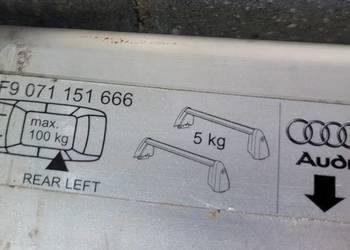 F9 071 151 666
max.
100 kg
5 kg
REAR LEFT
Audi